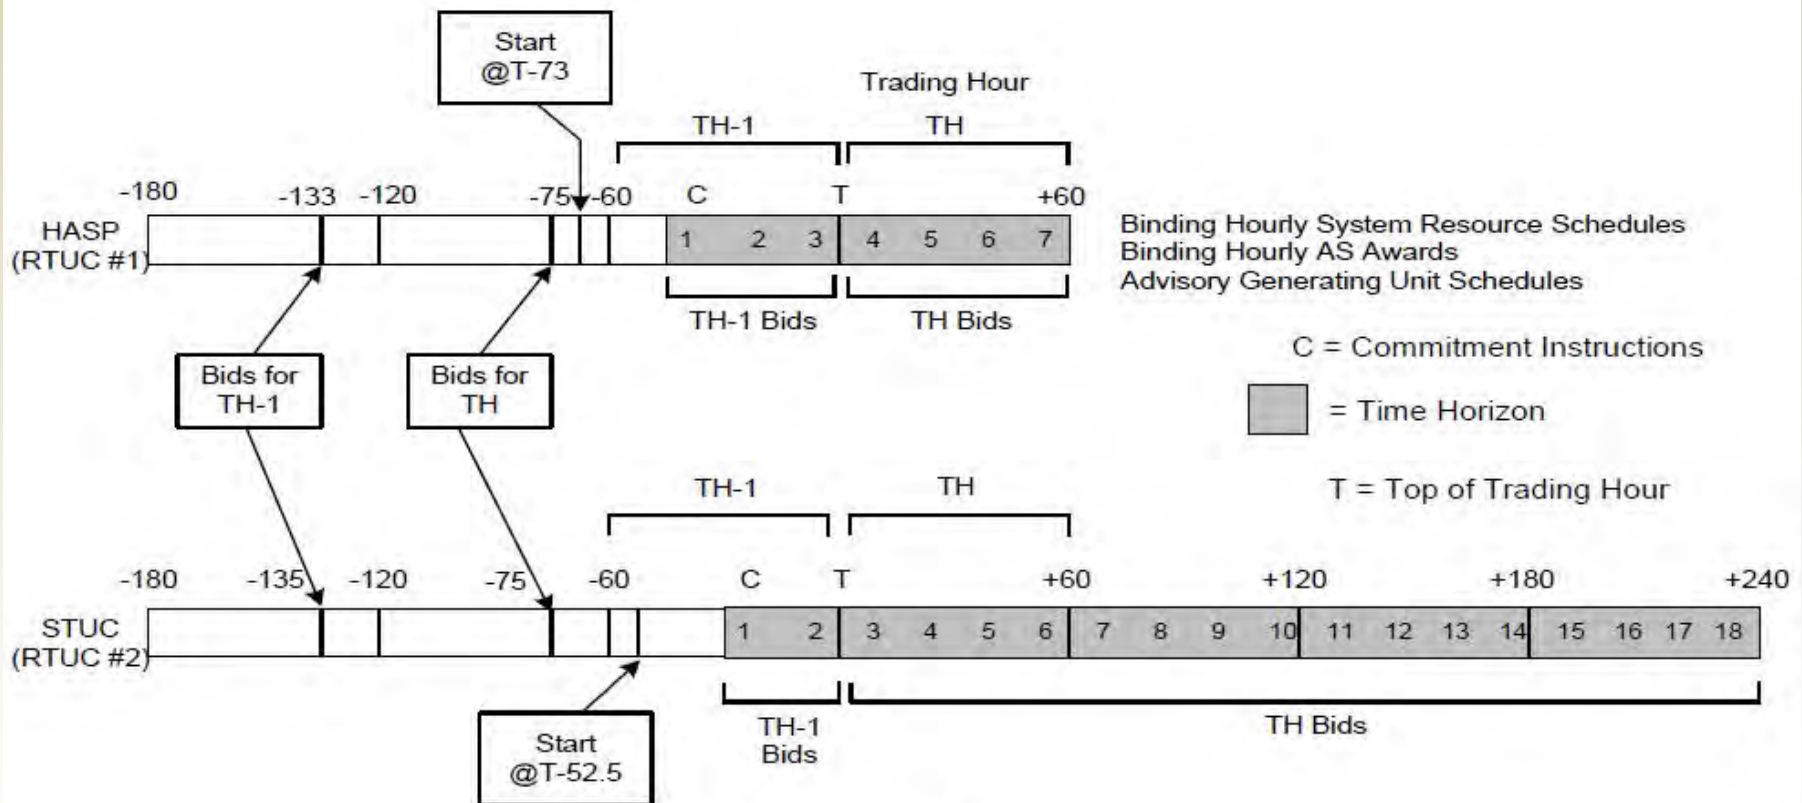 Start
@T-73
Trading Hour
TH-1 TH
-180 -133 -120 -75 -60 C T +60
HASP
(RTUC #1)
1 2 3 4 5 6 7
Binding Hourly System Resource Schedules
Binding Hourly AS Awards
Advisory Generating Unit Schedules
TH-1 Bids TH Bids
C = Commitment Instructions
Bids for
TH-1
Bids for
TH
= Time Horizon
TH-1 TH
T = Top of Trading Hour
-180 -135 -120 -75 -60 C T +60 +120 +180 +240
STUC
(RTUC #2)
1 2 3 4 5 6 7 8 9 10 11 12 13 14 15 16 17 18
TH-1
Bids
TH Bids
Start
@T-52.5